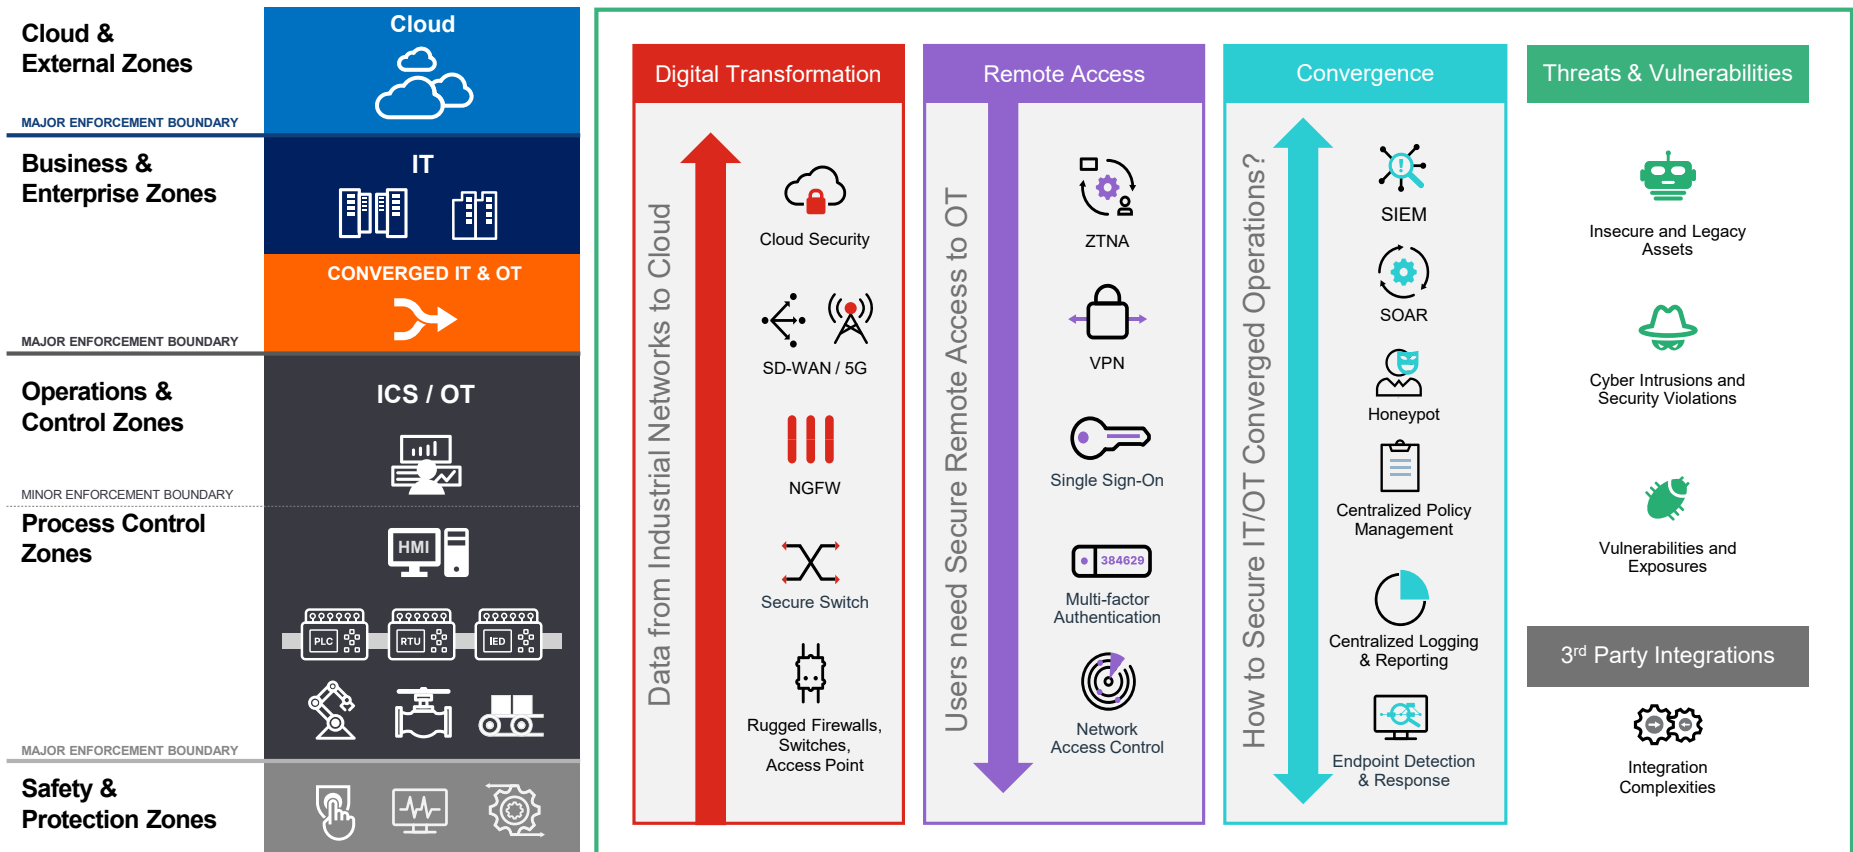 Cloud &
External Zones
MAJOR ENFORCEMENT BOUNDARY
Business &
Enterprise Zones
MAJOR ENFORCEMENT BOUNDARY
Operations &
Control Zones
MINOR ENFORCEMENT BOUNDARY
Process Control
Zones
MAJOR ENFORCEMENT BOUNDARY
Safety &
Protection Zones
Cloud
IT
CONVERGED IT & OT
ICS / OT
HMI
PLC
RTU
IED
Digital Transformation
Data from Industrial Networks to Cloud
Cloud Security
SD-WAN / 5G
NGFW
Secure Switch
Rugged Firewalls,
Switches,
Access Point
Remote Access
Users need Secure Remote Access to OT
ZTNA
VPN
Single Sign-On
384629
Multi-factor
Authentication
Network
Access Control
Convergence
How to Secure IT/OT Converged Operations?
SIEM
SOAR
Honeypot
Centralized Policy
Management
Centralized Logging
& Reporting
Endpoint Detection
& Response
Threats & Vulnerabilities
Insecure and Legacy
Assets
Cyber Intrusions and
Security Violations
Vulnerabilities and
Exposures
3rd Party Integrations
Integration
Complexities